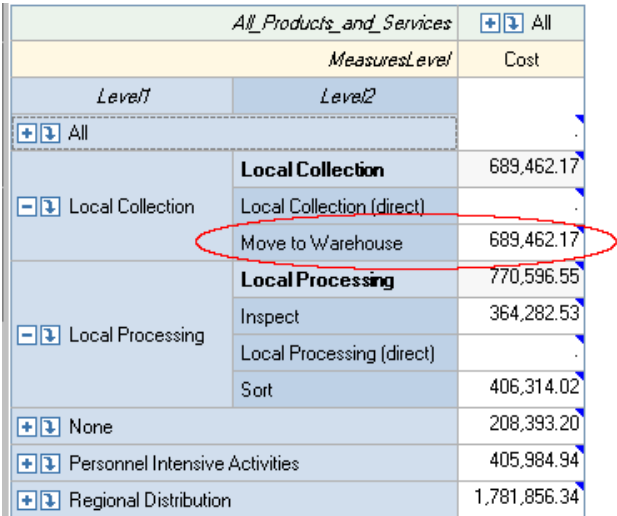 All_Products_and_Services All
MeasuresLevel Cost
Level1 Level2
All .
Local Collection 689,462.17
Local Collection Local Collection (direct) .
Move to Warehouse 689,462.17
Local Processing 770,596.55
Inspect 364,282.53
Local Processing Local Processing (direct) .
Sort 406,314.02
None 208,393.20
Personnel Intensive Activities 405,984.94
Regional Distribution 1,781,856.34